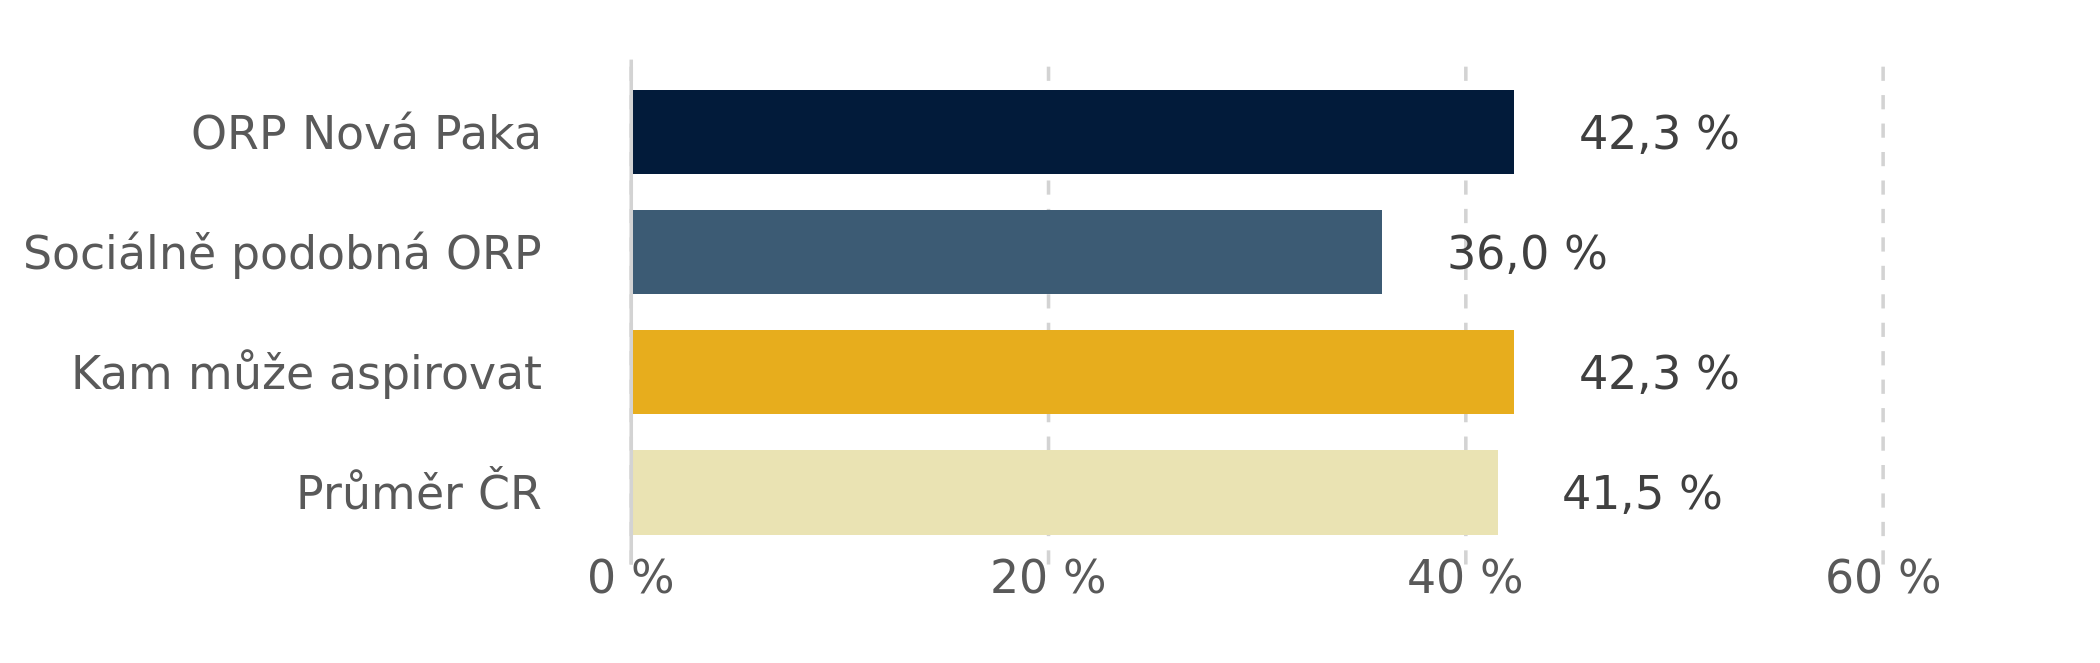 ORP Nová Paka 42,3 %
Sociálně podobná ORP 36,0 %
Kam může aspirovat 42,3 %
Průměr ČR 41,5 %
0 % 20 % 40 % 60 %